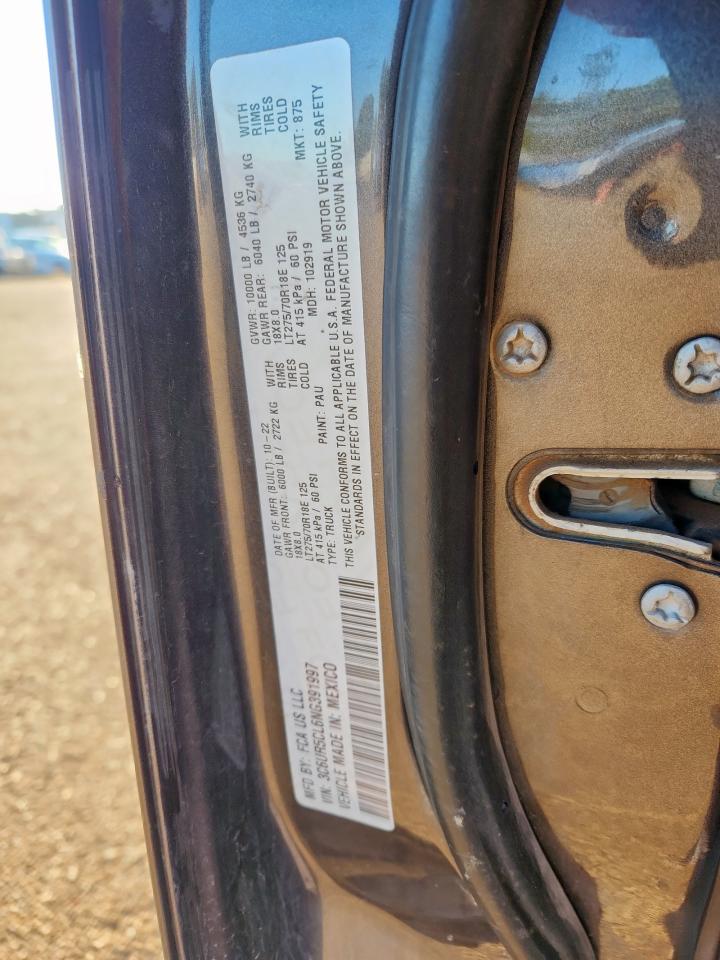 MFD BY: FCA US LLC
DATE OF MFR (BUILT): 10-22
GVWR: 10000 LB / 4536 KG
GAWR FRONT: 6000 LB / 2722 KG
WITH
GAWR REAR: 6040 LB / 2740 KG
WITH
18X8.0
RIMS
18X8.0
RIMS
LT275/70R18E 125
TIRES
LT275/70R18E 125
TIRES
AT 415 kPa / 60 PSI
COLD
AT 415 kPa / 60 PSI
COLD
VIN: 3C6UR5CL6NG391997
TYPE: TRUCK
PAINT: PAU
MDH: 102919
MKT: 875
VEHICLE MADE IN: MEXICO
THIS VEHICLE CONFORMS TO ALL APPLICABLE U.S.A. FEDERAL MOTOR VEHICLE SAFETY
STANDARDS IN EFFECT ON THE DATE OF MANUFACTURE SHOWN ABOVE.